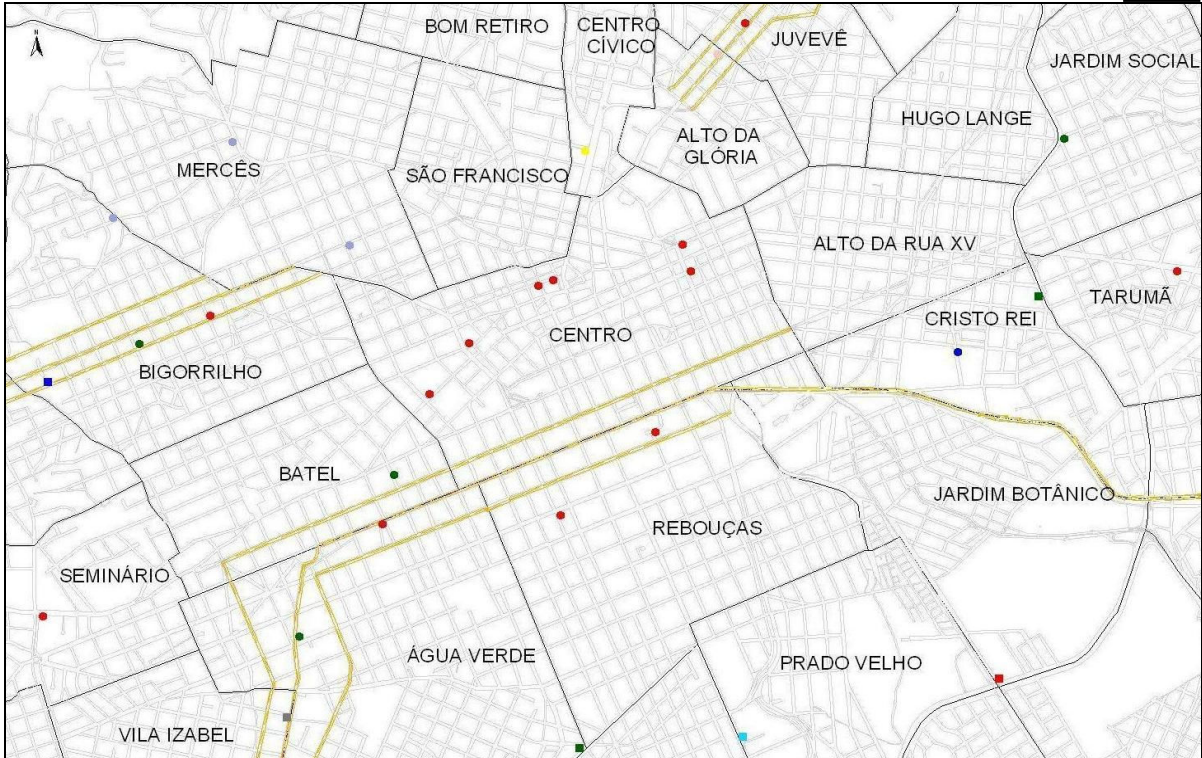 BOM RETIRO
CENTRO
CÍVICO
JUVEVÊ
JARDIM SOCIAL
N
HUGO LANGE
ALTO DA
GLÓRIA
MERCÊS
SÃO FRANCISCO
ALTO DA RUA XV
TARUMÃ
CRISTO REI
CENTRO
BIGORRILHO
BATEL
JARDIM BOTÂNICO
REBOUÇAS
SEMINÁRIO
ÁGUA VERDE
PRADO VELHO
VILA IZABEL